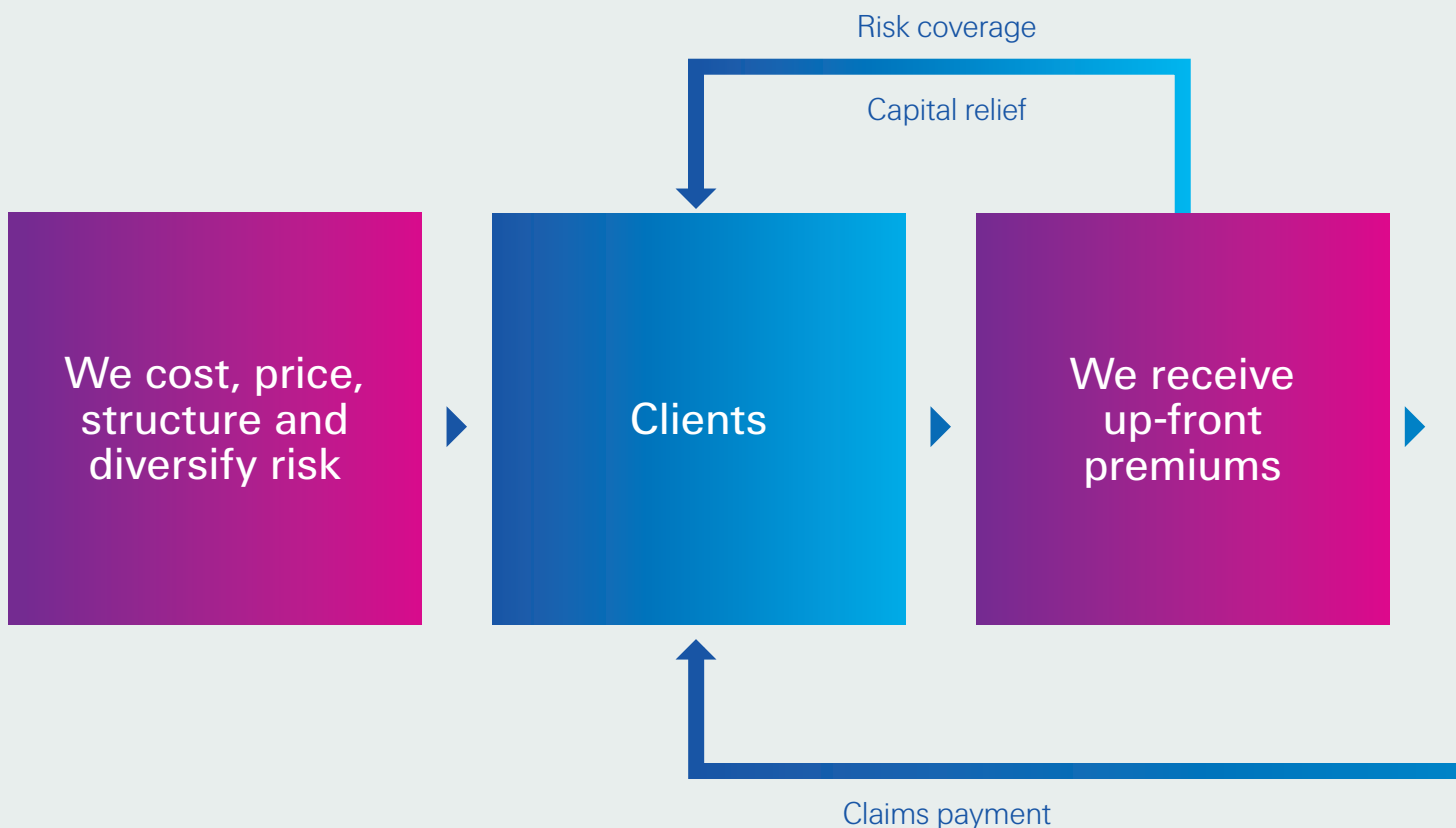 Risk coverage
Capital relief
We cost, price,
structure and
diversify risk
Clients
We receive
up-front
premiums
Claims payment